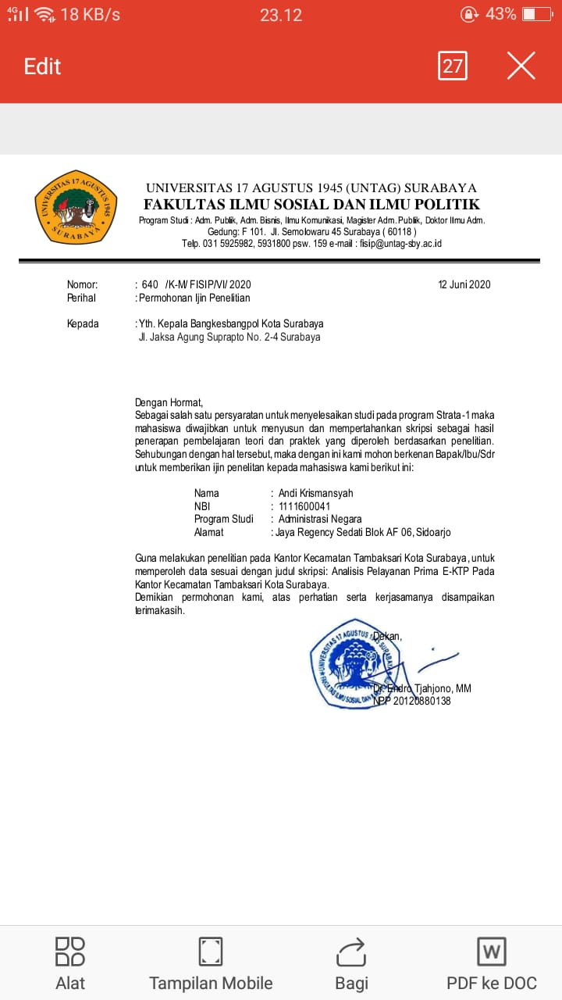 4G 18 KB/s 23.12 43%
Edit 27
UNIVERSITAS 17 AGUSTUS 1945
SURABAYA
UNIVERSITAS 17 AGUSTUS 1945 (UNTAG) SURABAYA
FAKULTAS ILMU SOSIAL DAN ILMU POLITIK
Program Studi : Adm. Publik, Adm. Bisnis, Ilmu Komunikasi, Magister Adm. Publik, Doktor Ilmu Adm.
Gedung: F 101. Jl. Semolowaru 45 Surabaya ( 60118 )
Telp. 031 5925982, 5931800 psw. 159 e-mail : fisip@untag-sby.ac.id
Nomor: : 640 /K-M/ FISIP/VI/ 2020 12 Juni 2020
Perihal : Permohonan Ijin Penelitian
Kepada : Yth. Kepala Bangkesbangpol Kota Surabaya
Jl. Jaksa Agung Suprapto No. 2-4 Surabaya
Dengan Hormat,
Sebagai salah satu persyaratan untuk menyelesaikan studi pada program Strata-1 maka
mahasiswa diwajibkan untuk menyusun dan mempertahankan skripsi sebagai hasil
penerapan pembelajaran teori dan praktek yang diperoleh berdasarkan penelitian.
Sehubungan dengan hal tersebut, maka dengan ini kami mohon berkenan Bapak/Ibu/Sdr
untuk memberikan ijin penelitan kepada mahasiswa kami berikut ini:
Nama : Andi Krismansyah
NBI : 1111600041
Program Studi : Administrasi Negara
Alamat : Jaya Regency Sedati Blok AF 06, Sidoarjo
Guna melakukan penelitian pada Kantor Kecamatan Tambaksari Kota Surabaya, untuk
memperoleh data sesuai dengan judul skripsi: Analisis Pelayanan Prima E-KTP Pada
Kantor Kecamatan Tambaksari Kota Surabaya.
Demikian permohonan kami, atas perhatian serta kerjasamanya disampaikan
terimakasih.
Dekan,
UNIVERSITAS 17 AGUSTUS 1945 SURABAYA
FAKULTAS ILMU SOSIAL DAN
Dr. Endro Tjahjono, MM
NPP 20120880138
Alat Tampilan Mobile Bagi W PDF ke DOC